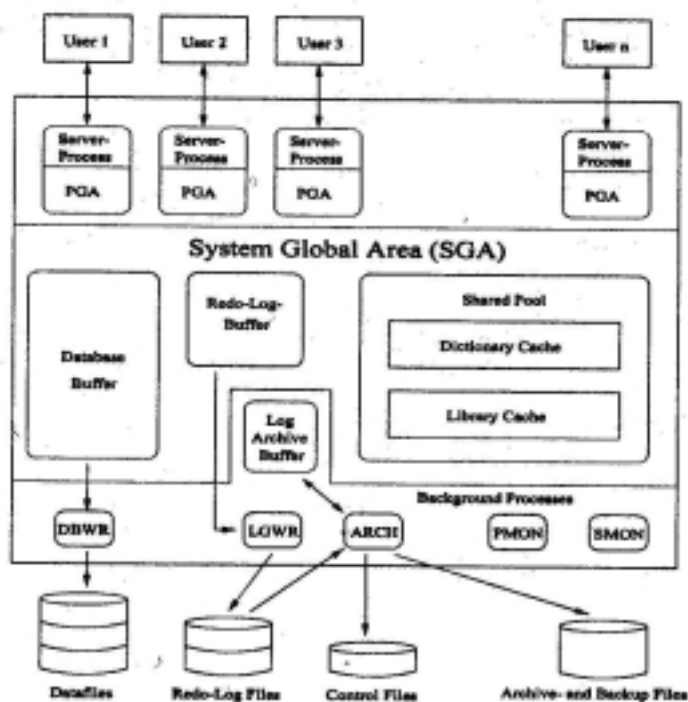 User 1 User 2 User 3 User n
Server- Server- Server- Server-
Process Process Process Process
PGA PGA PGA PGA
System Global Area (SGA)
Database
Buffer
Redo-Log-
Buffer
Shared Pool
Dictionary Cache
Library Cache
Log
Archive
Buffer
Background Processes
DBWR LGWR ARCH PMON SMON
Datafiles Redo-Log Files Control Files Archive- and Backup Files